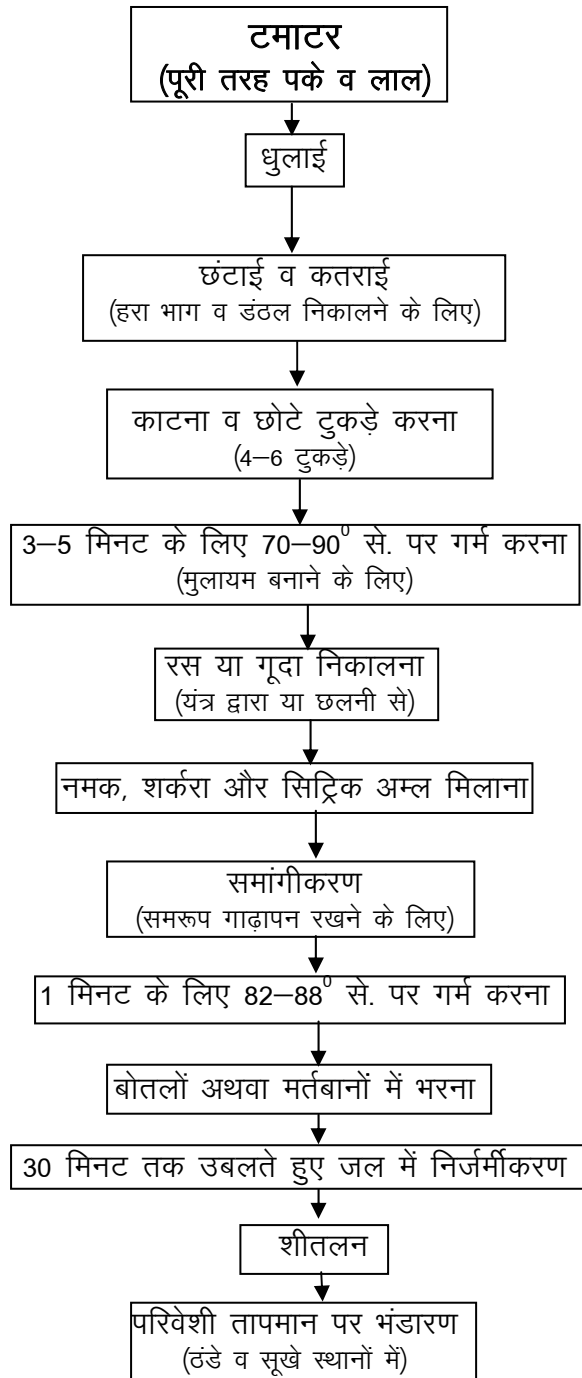 टमाटर
(पूरी तरह पके व लाल)
धुलाई
छंटाई व कतराई
(हरा भाग व डंठल निकालने के लिए)
काटना व छोटे टुकड़े करना
(4–6 टुकड़े)
3–5 मिनट के लिए 70–90⁰ से. पर गर्म करना
(मुलायम बनाने के लिए)
रस या गूदा निकालना
(यंत्र द्वारा या छलनी से)
नमक, शर्करा और सिट्रिक अम्ल मिलाना
समांगीकरण
(समरूप गाढ़ापन रखने के लिए)
1 मिनट के लिए 82–88⁰ से. पर गर्म करना
बोतलों अथवा मर्तबानों में भरना
30 मिनट तक उबलते हुए जल में निर्जर्मीकरण
शीतलन
परिवेशी तापमान पर भंडारण
(ठंडे व सूखे स्थानों में)